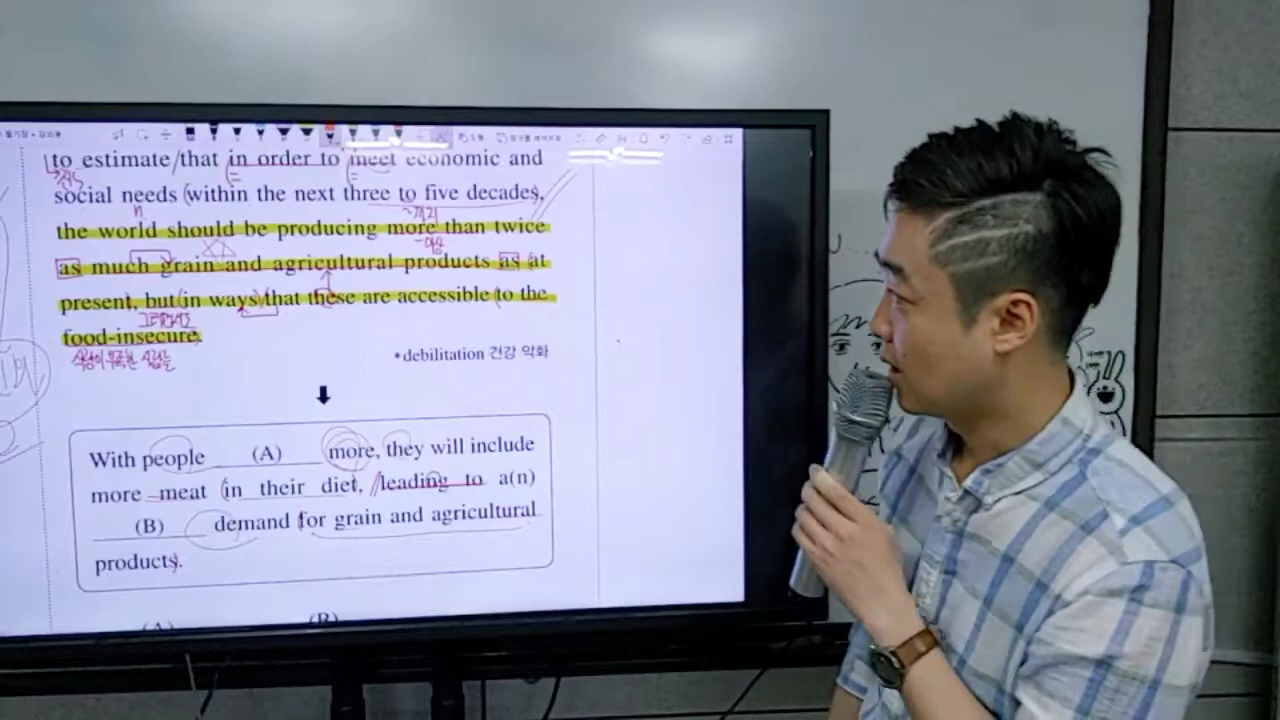 to estimate that in order to meet economic and
social needs (within the next three to five decades,
the world should be producing more than twice
as much grain and agricultural products as at
present, but in ways that these are accessible to the
food-insecure.
*debilitation 건강 악화
With people (A) more, they will include
more meat in their diet, leading to a(n)
(B) demand for grain and agricultural
products.
(A) (B)